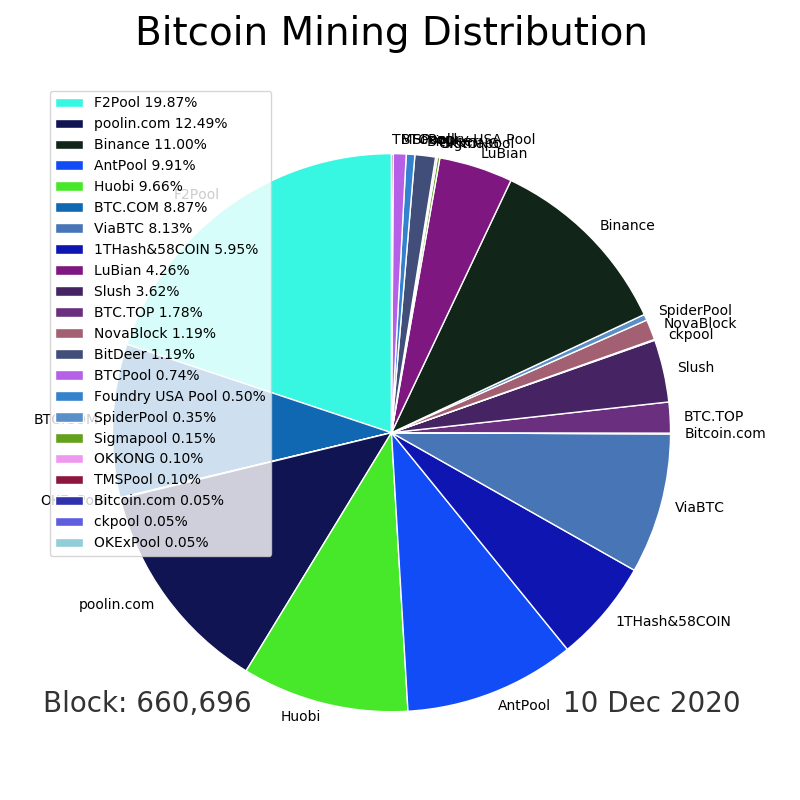 Bitcoin Mining Distribution
F2Pool 19.87%
poolin.com 12.49%
Binance 11.00%
AntPool 9.91%
Huobi 9.66%
BTC.COM 8.87%
ViaBTC 8.13%
1THash&58COIN 5.95%
LuBian 4.26%
Slush 3.62%
BTC.TOP 1.78%
NovaBlock 1.19%
BitDeer 1.19%
BTCPool 0.74%
Foundry USA Pool 0.50%
SpiderPool 0.35%
Sigmapool 0.15%
OKKONG 0.10%
TMSPool 0.10%
Bitcoin.com 0.05%
ckpool 0.05%
OKExPool 0.05%
F2Pool
USA Pool
LuBian
Binance
SpiderPool
NovaBlock
ckpool
Slush
BTC.TOP
Bitcoin.com
ViaBTC
1THash&58COIN
AntPool
Huobi
poolin.com
Block: 660,696
10 Dec 2020